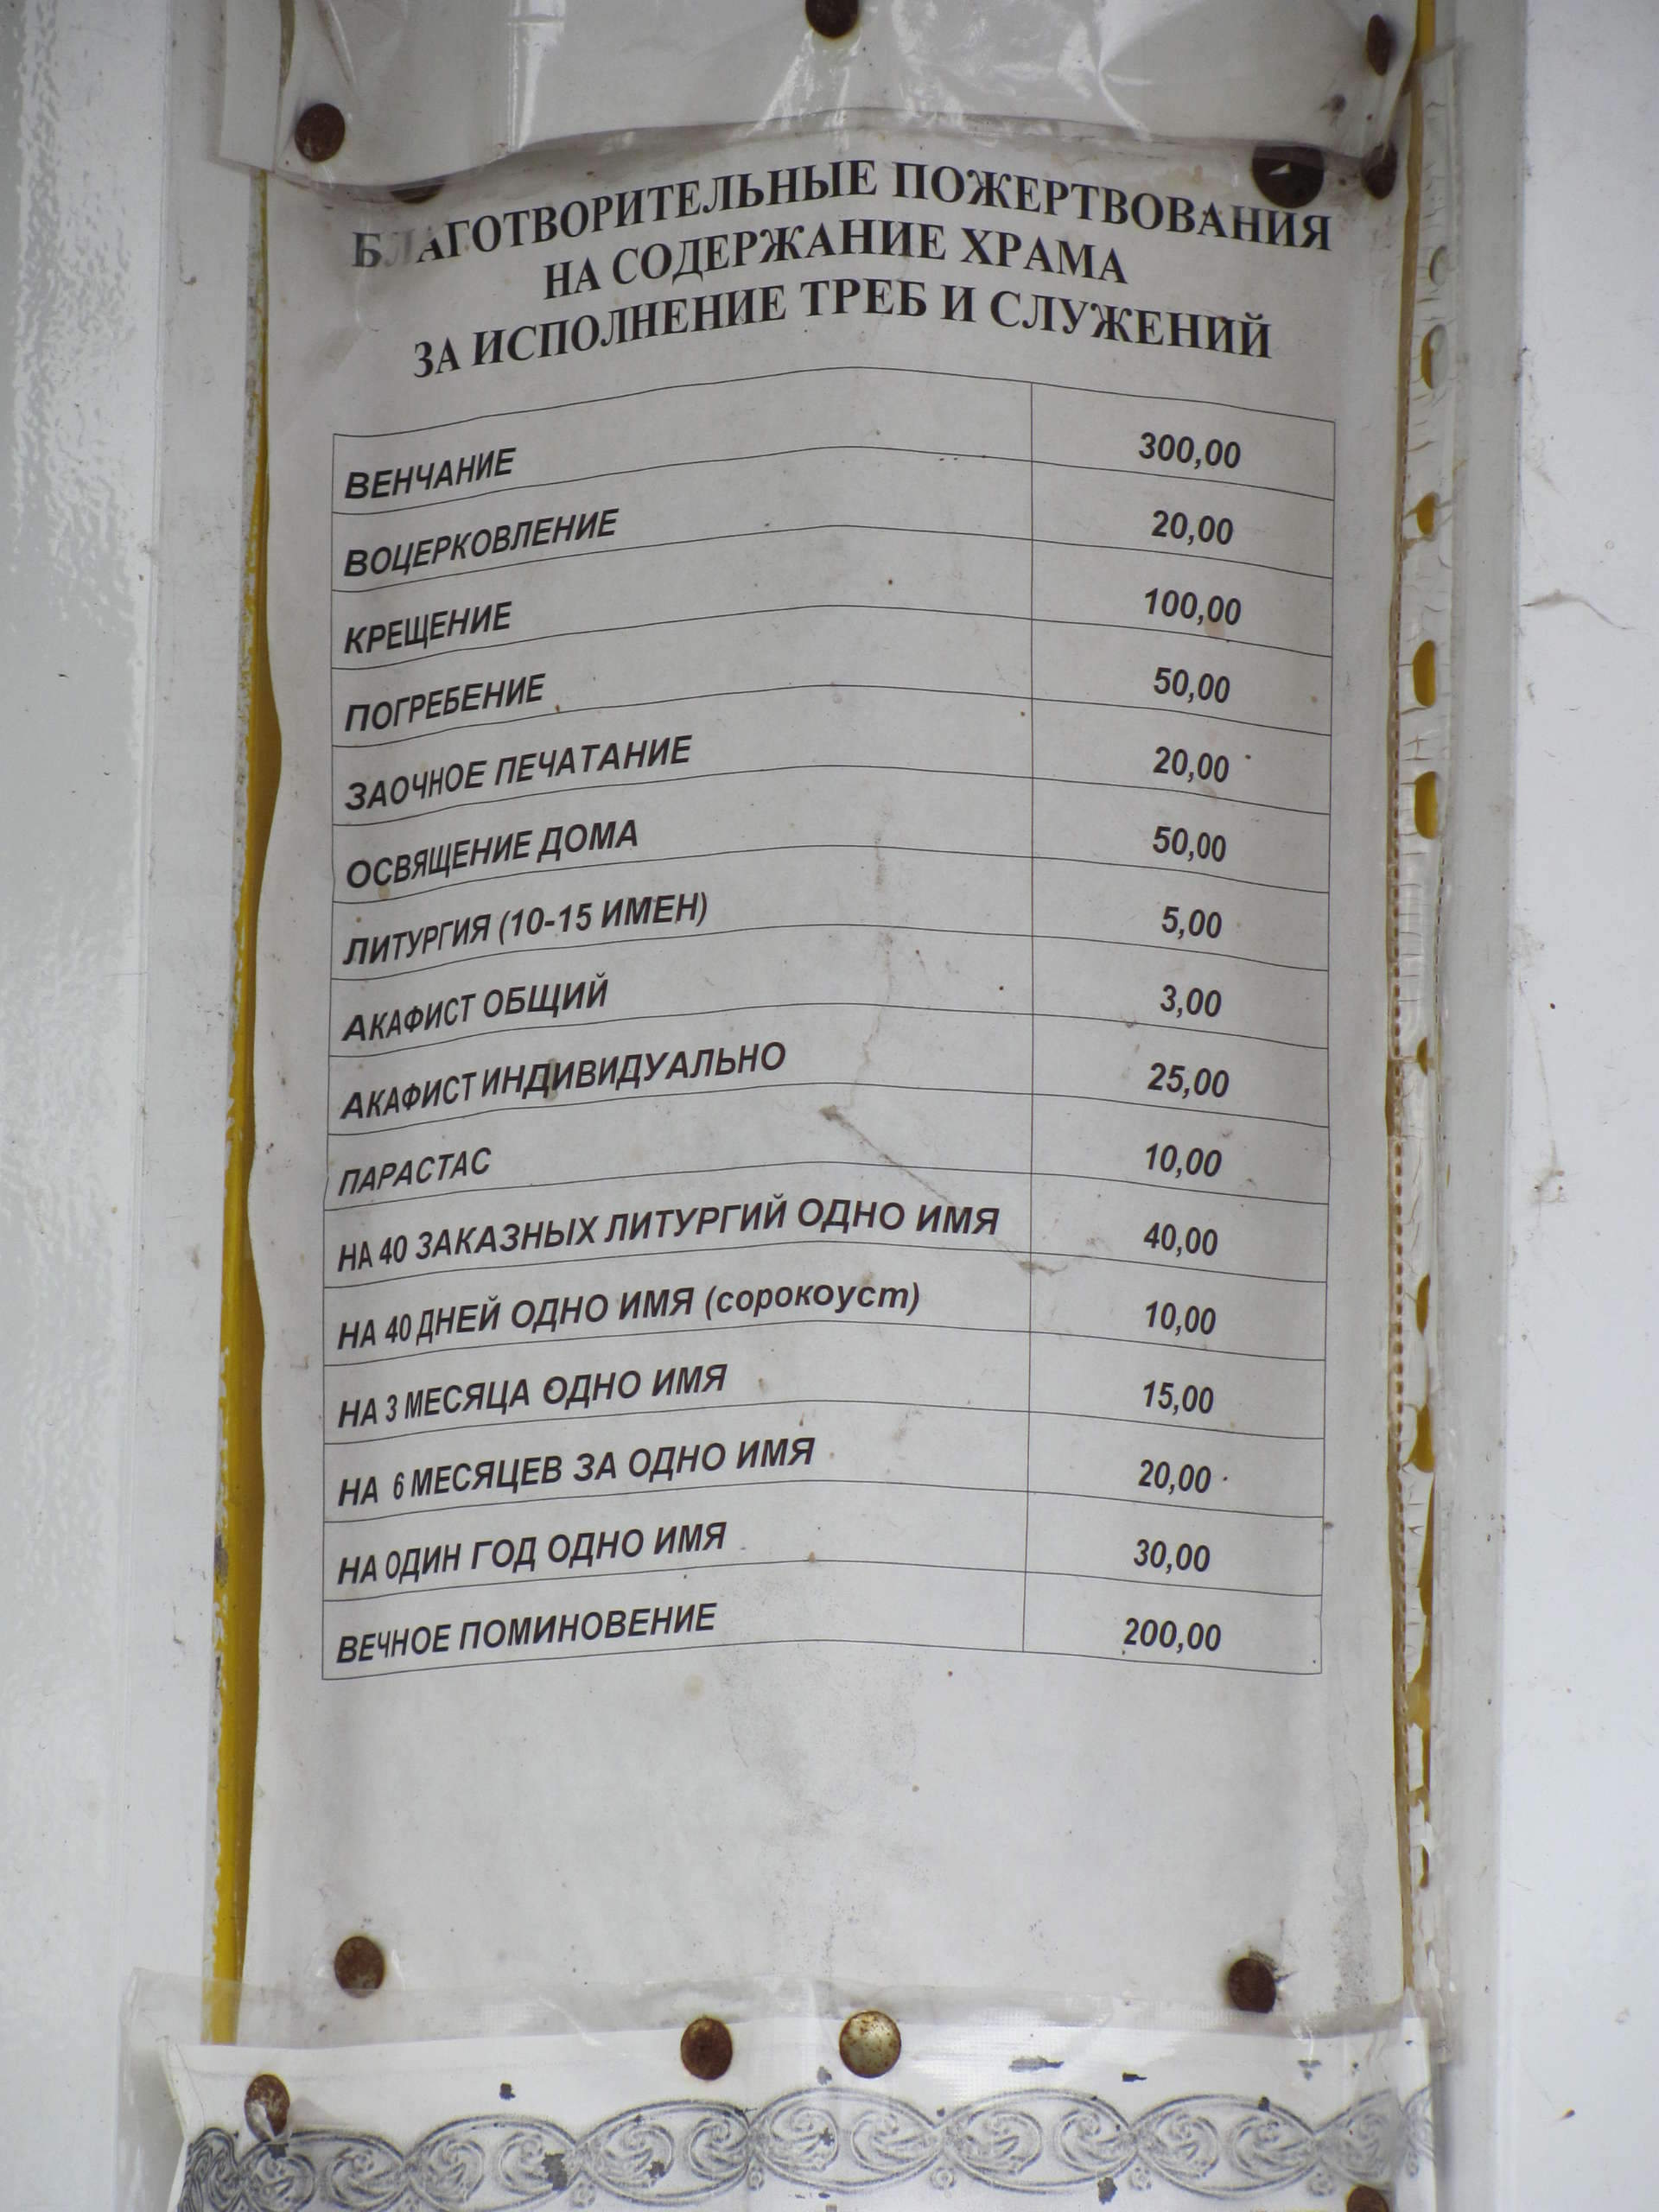 БЛАГОТВОРИТЕЛЬНЫЕ ПОЖЕРТВОВАНИЯ
НА СОДЕРЖАНИЕ ХРАМА
ЗА ИСПОЛНЕНИЕ ТРЕБ И СЛУЖЕНИЙ
ВЕНЧАНИЕ 300,00
ВОЦЕРКОВЛЕНИЕ 20,00
КРЕЩЕНИЕ 100,00
ПОГРЕБЕНИЕ 50,00
ЗАОЧНОЕ ПЕЧАТАНИЕ 20,00
ОСВЯЩЕНИЕ ДОМА 50,00
ЛИТУРГИЯ (10-15 ИМЕН) 5,00
АКАФИСТ ОБЩИЙ 3,00
АКАФИСТ ИНДИВИДУАЛЬНО 25,00
ПАРАСТАС 10,00
НА 40 ЗАКАЗНЫХ ЛИТУРГИЙ ОДНО ИМЯ 40,00
НА 40 ДНЕЙ ОДНО ИМЯ (сорокоуст) 10,00
НА 3 МЕСЯЦА ОДНО ИМЯ 15,00
НА 6 МЕСЯЦЕВ ЗА ОДНО ИМЯ 20,00
НА ОДИН ГОД ОДНО ИМЯ 30,00
ВЕЧНОЕ ПОМИНОВЕНИЕ 200,00